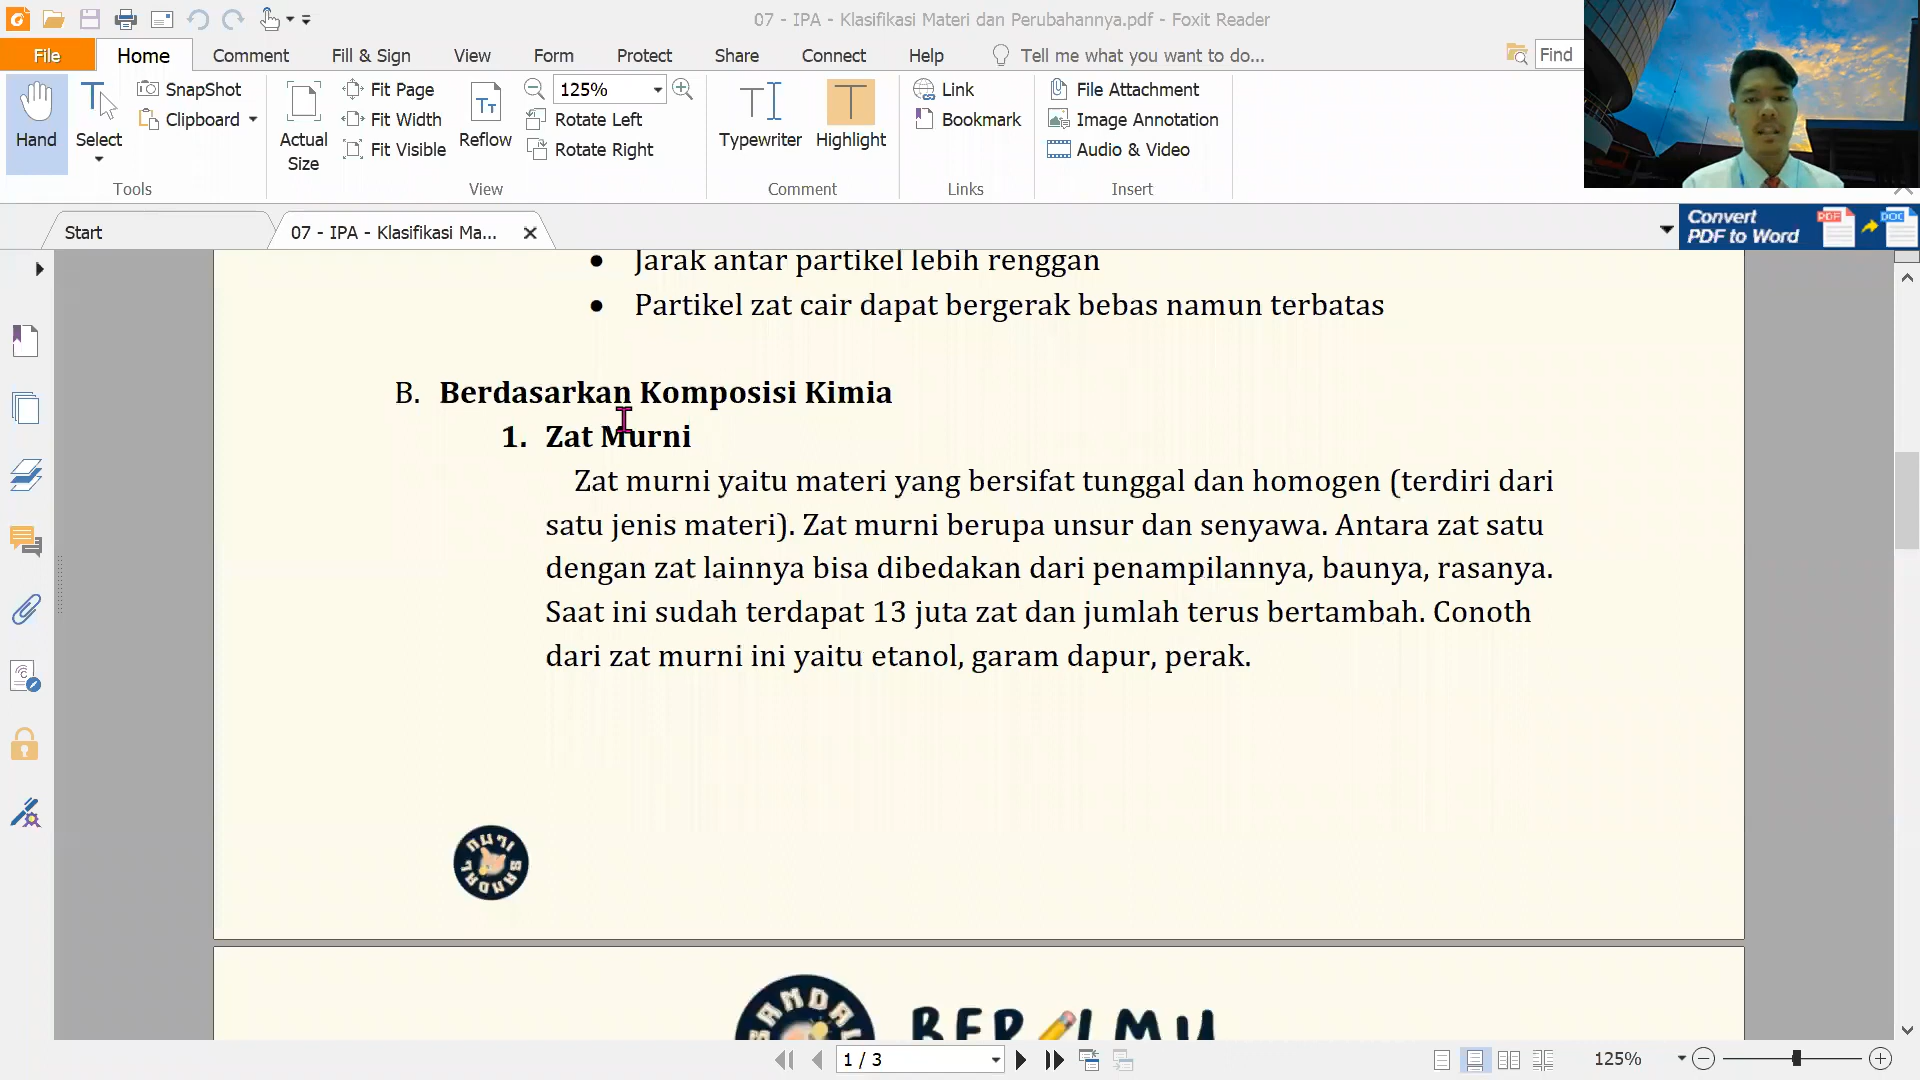 07 - IPA - Klasifikasi Materi dan Perubahannya.pdf - Foxit Reader
File Home Comment Fill & Sign View Form Protect Share Connect Help Tell me what you want to do... Find
Hand
Select
SnapShot
Clipboard
Tools
Actual Size
Fit Page
Fit Width
Fit Visible
Reflow
125%
Rotate Left
Rotate Right
View
Typewriter
Highlight
Comment
Link
Bookmark
Links
File Attachment
Image Annotation
Audio & Video
Insert
Start
07 - IPA - Klasifikasi Ma...
Convert
PDF to Word
PDF
DOC
• Jarak antar partikel lebih renggan
• Partikel zat cair dapat bergerak bebas namun terbatas
B. Berdasarkan Komposisi Kimia
1. Zat Murni
Zat murni yaitu materi yang bersifat tunggal dan homogen (terdiri dari
satu jenis materi). Zat murni berupa unsur dan senyawa. Antara zat satu
dengan zat lainnya bisa dibedakan dari penampilannya, baunya, rasanya.
Saat ini sudah terdapat 13 juta zat dan jumlah terus bertambah. Conoth
dari zat murni ini yaitu etanol, garam dapur, perak.
SANDAL
BERILMU
1 / 3
125%